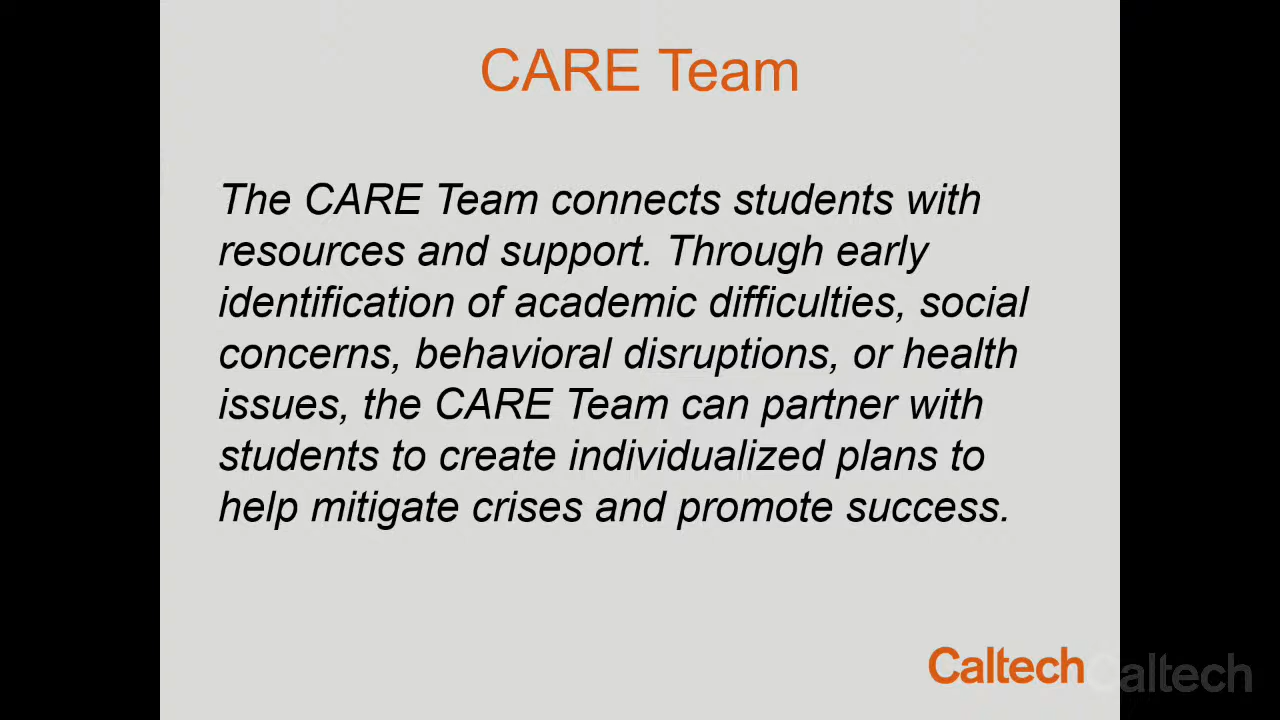 CARE Team
The CARE Team connects students with
resources and support. Through early
identification of academic difficulties, social
concerns, behavioral disruptions, or health
issues, the CARE Team can partner with
students to create individualized plans to
help mitigate crises and promote success.
Caltech Caltech